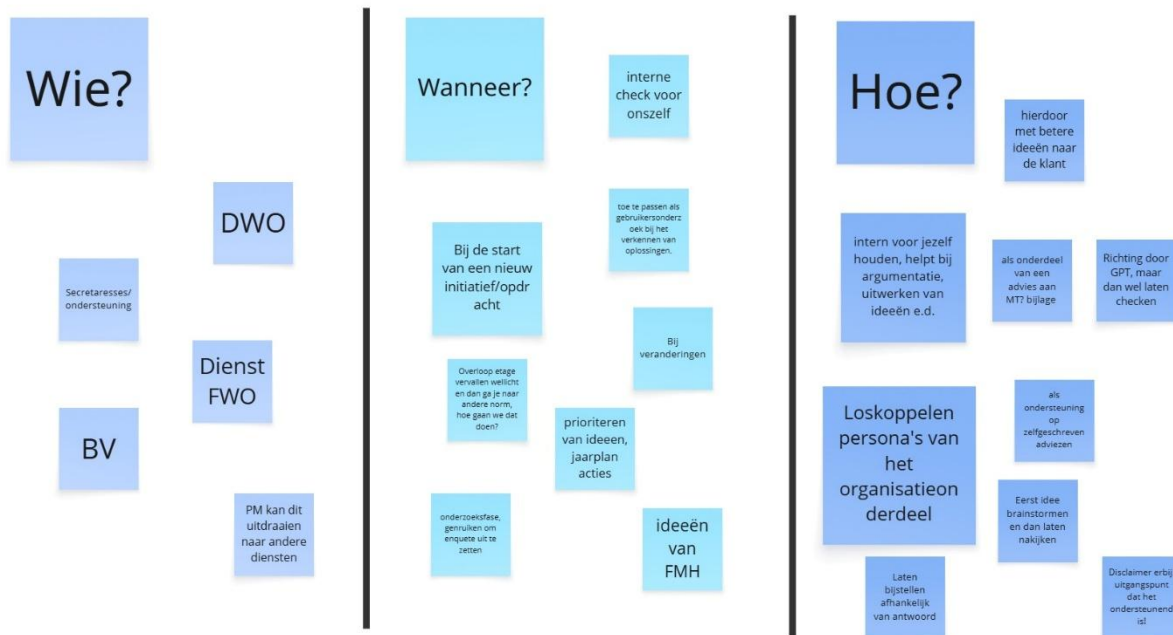 Wie?
DWO
Secretaresses/
ondersteuning
Dienst
FWO
BV
PM kan dit
uitdraaien
naar andere
diensten
Wanneer?
interne
check voor
onszelf
toe te passen als
gebruikersonderz
oek bij het
verkennen van
oplossingen.
Bij de start
van een nieuw
initiatief/opdr
acht
Bij
veranderingen
Overloop etage
vervallen wellicht
en dan ga je naar
andere norm,
hoe gaan we dat
doen?
prioriteren
van ideeen,
jaarplan
acties
onderzoeksfase,
genruiken om
enquete uit te
zetten
ideeën
van
FMH
Hoe?
hierdoor
met betere
ideeën naar
de klant
intern voor jezelf
houden, helpt bij
argumentatie,
uitwerken van
ideeën e.d.
als onderdeel
van een
advies aan
MT? bijlage
Richting door
GPT, maar
dan wel laten
checken
Loskoppelen
persona's van
het
organisatieon
derdeel
als
ondersteuning
op
zelfgeschreven
adviezen
Eerst idee
brainstormen
en dan laten
nakijken
Laten
bijstellen
afhankelijk
van antwoord
Disclaimer erbij
uitgangspunt
dat het
ondersteunend
is!